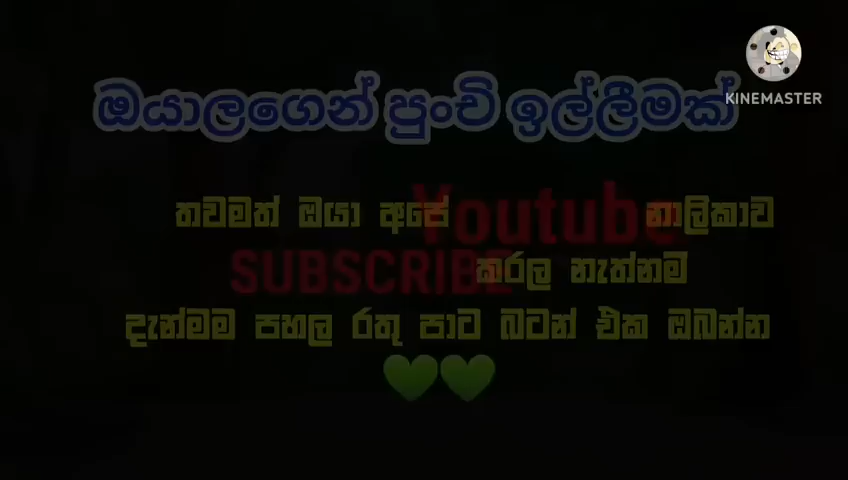 KINEMASTER
ඔයාලගෙන් පුංචි ඉල්ලීමක්
තවමත් ඔයා අපේ Youtube නාලිකාව
SUBSCRIBE කරල නැත්නම්
දැන්මම පහල රතු පාට බටන් එක ඔබන්න